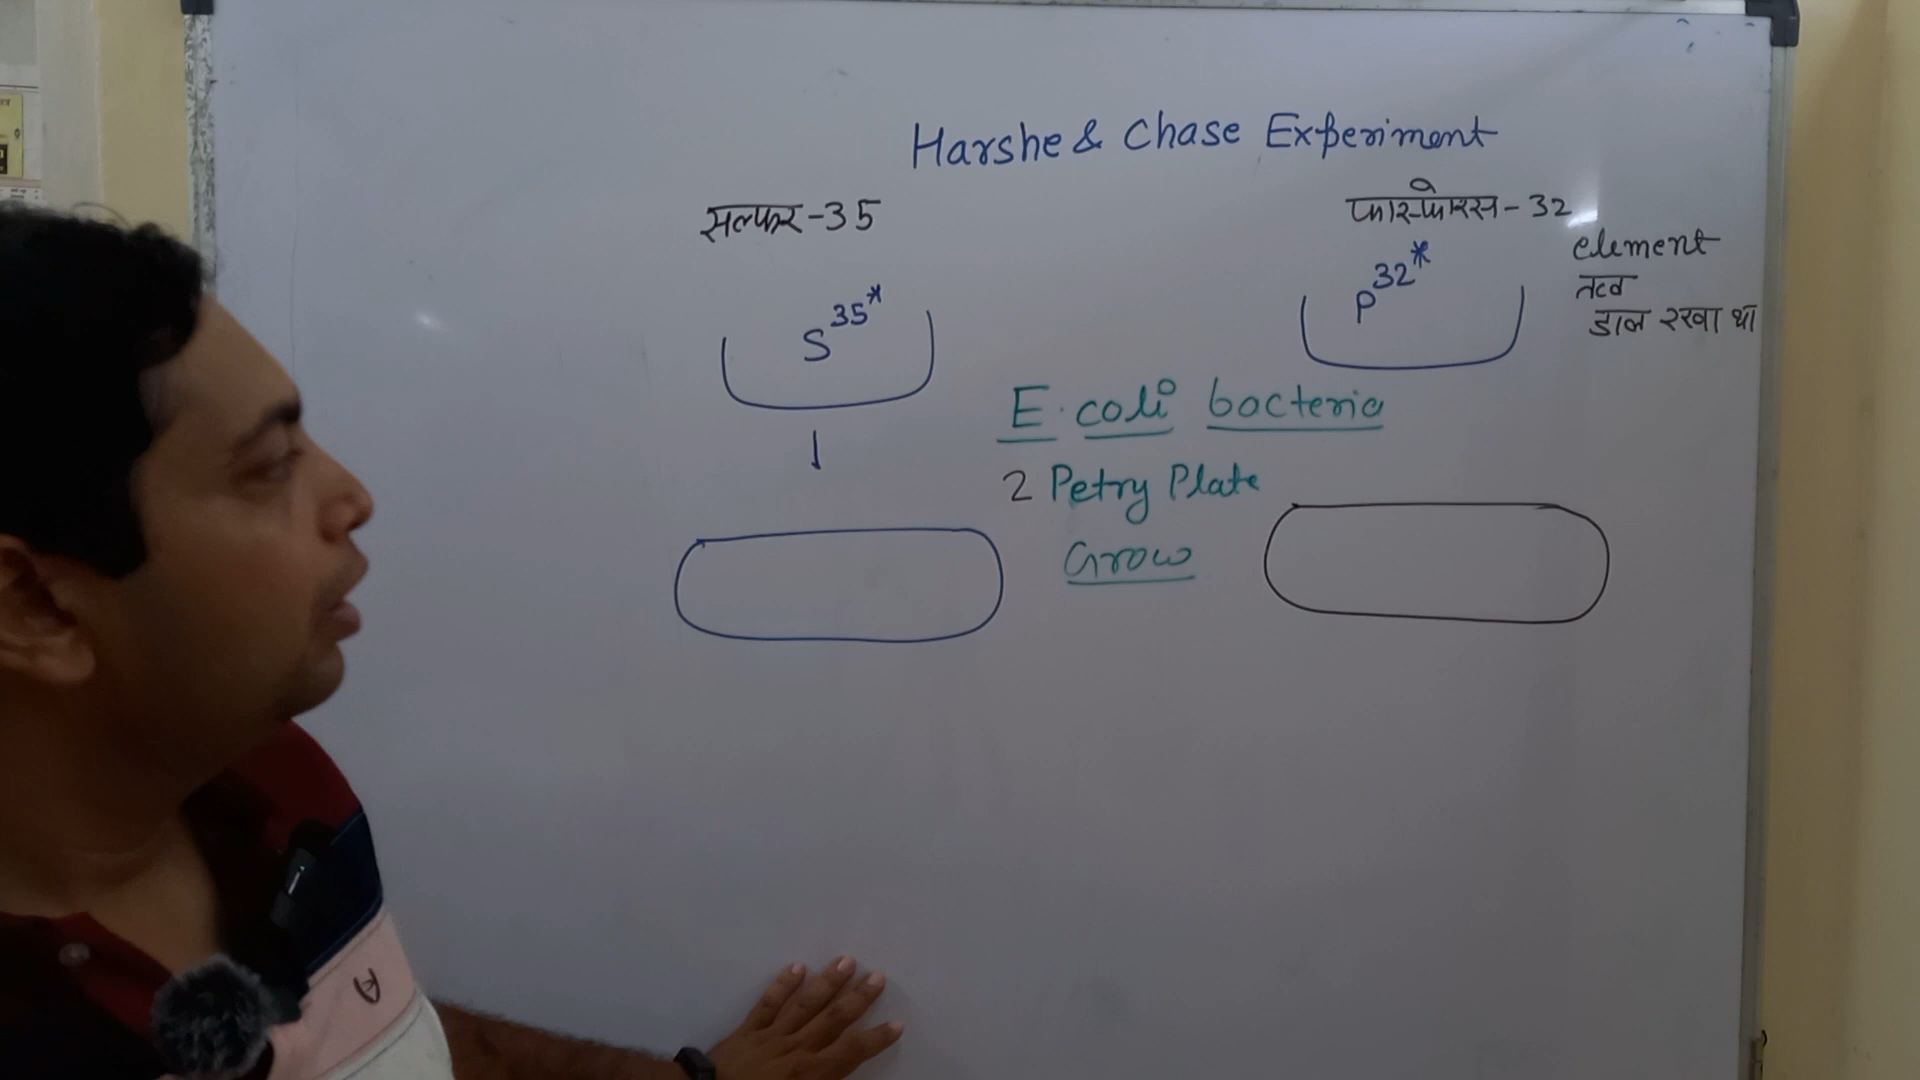 Harshe & Chase Experiment
सल्फर-35
फास्फोरस-32
element
तत्व
डाल रखा था
S35*
P32*
E. coli bacteria
2 Petry Plate
Grow